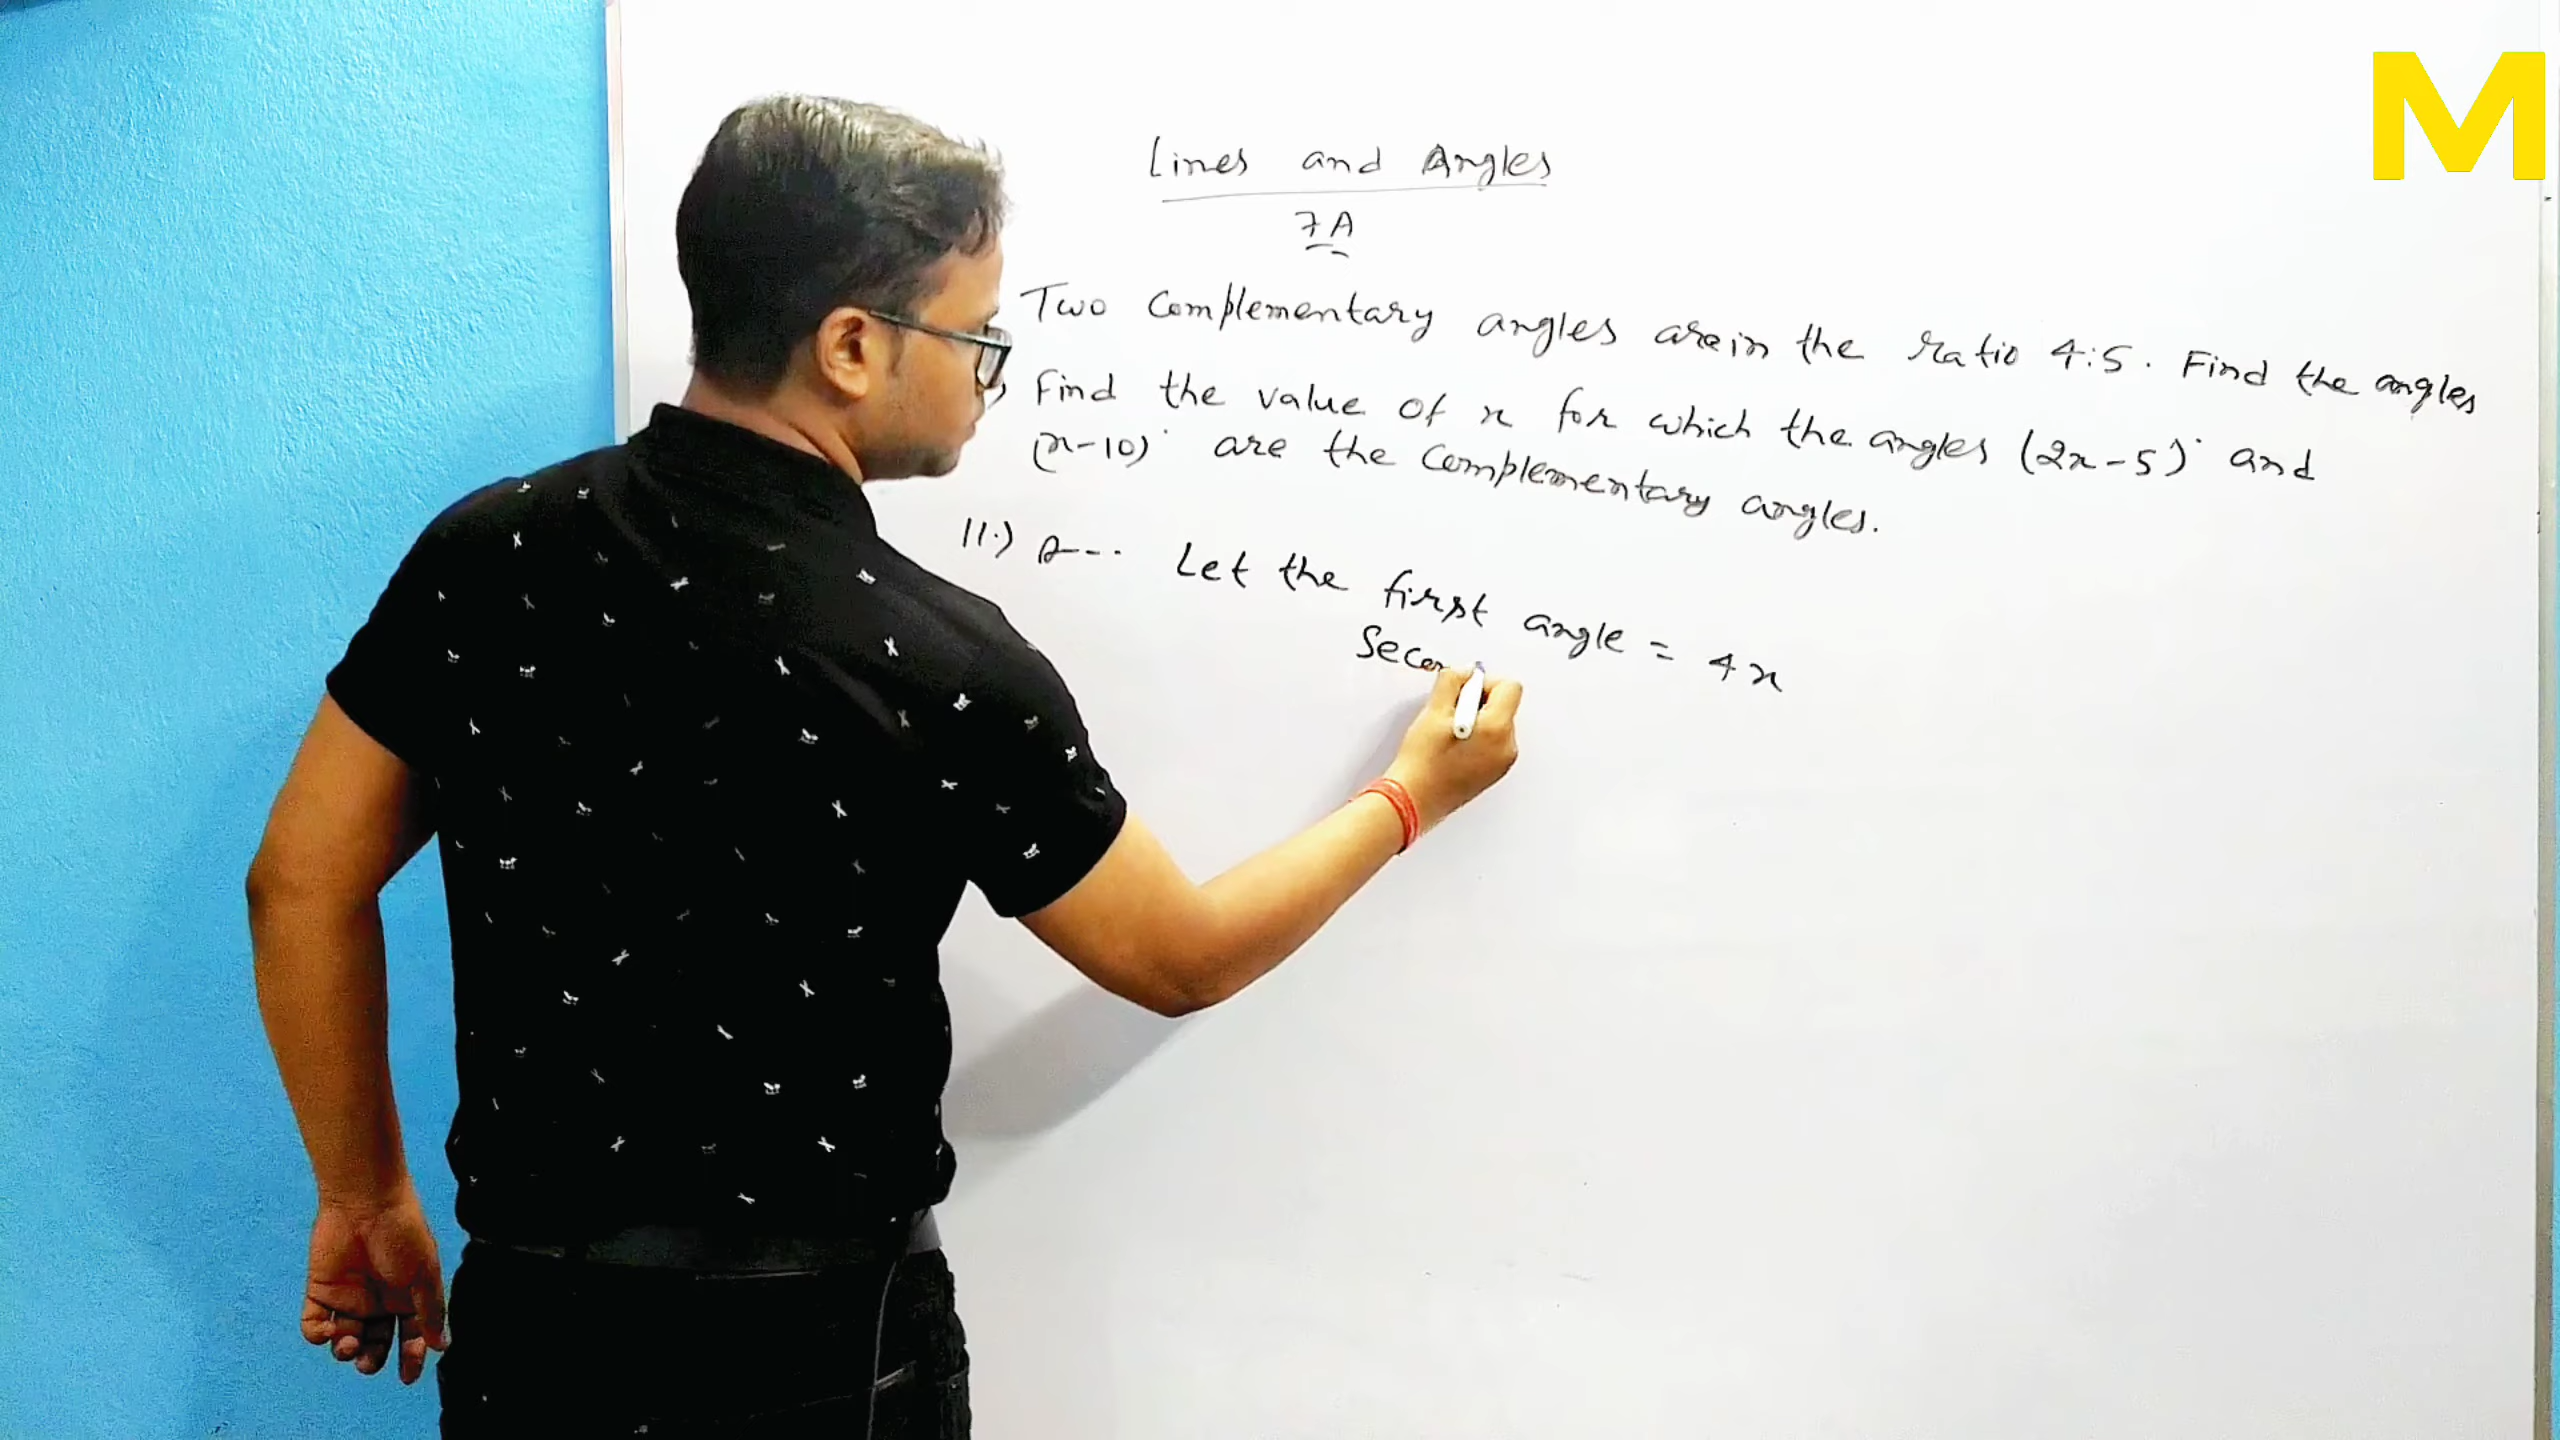 M
Lines and Angles
7A
Two Complementary angles are in the ratio 4:5. Find the angles
) Find the value of x for which the angles (2x-5)° and
(x-10)° are the complementary angles.
11.) Let the first angle = 4x
Secon